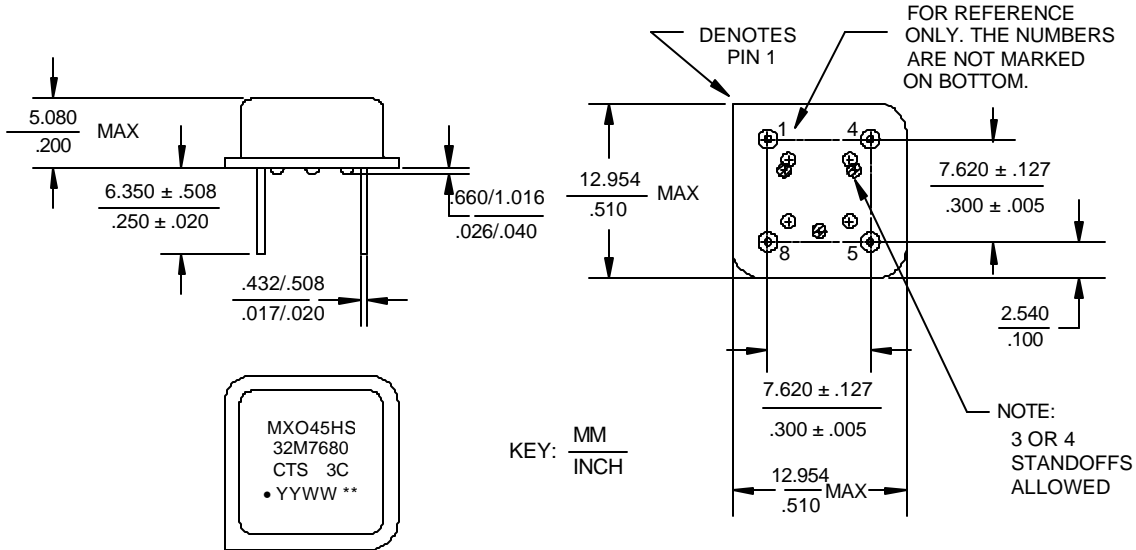 5.080
.200
MAX
6.350 ± .508
.250 ± .020
.660/1.016
.026/.040
.432/.508
.017/.020
MXO45HS
32M7680
CTS 3C
• YYWW **
KEY: MM
INCH
DENOTES
PIN 1
FOR REFERENCE
ONLY. THE NUMBERS
ARE NOT MARKED
ON BOTTOM.
1
4
8
5
12.954
.510
MAX
7.620 ± .127
.300 ± .005
2.540
.100
7.620 ± .127
.300 ± .005
12.954
.510
MAX
NOTE:
3 OR 4
STANDOFFS
ALLOWED